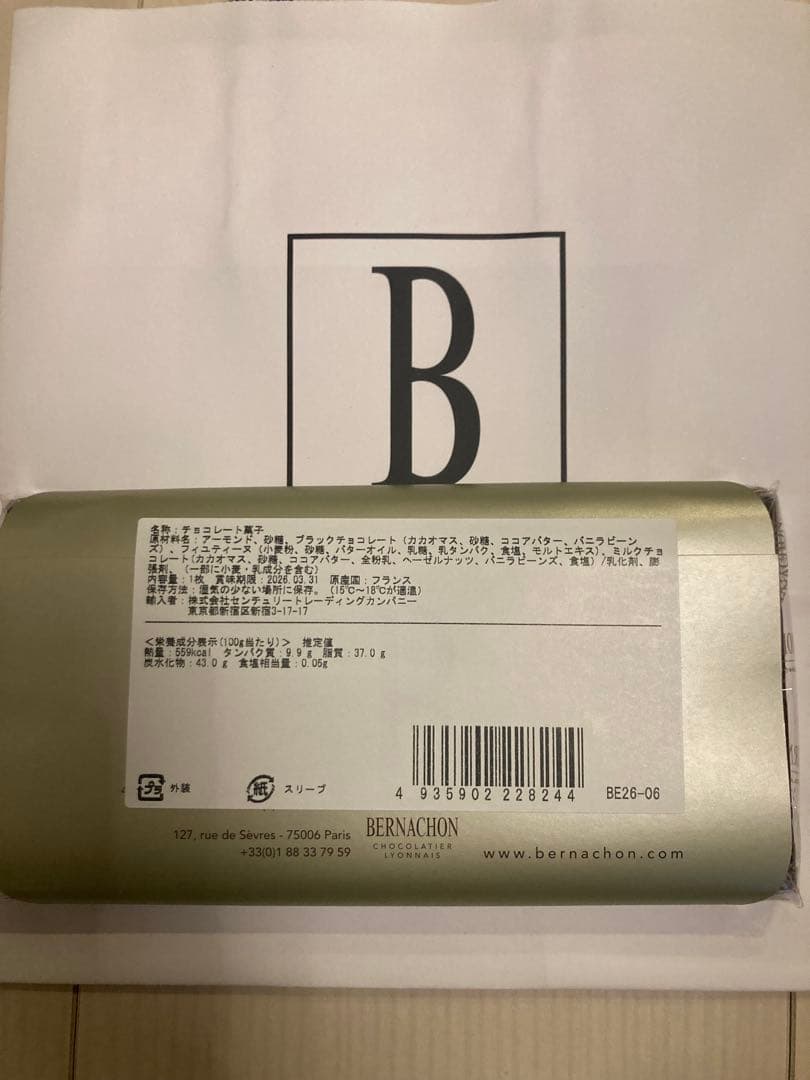 B
名称：チョコレート菓子
原材料名：アーモンド、砂糖、ブラックチョコレート（カカオマス、砂糖、ココアバター、バニラビーン
ズ）、フィユティーヌ（小麦粉、砂糖、バターオイル、乳糖、乳タンパク、食塩、モルトエキス）、ミルクチョ
コレート（カカオマス、砂糖、ココアバター、全粉乳、ヘーゼルナッツ、バニラビーンズ、食塩）/乳化剤、膨
張剤、（一部に小麦・乳成分を含む）
内容量：1枚　賞味期限：2026.03.31　原産国：フランス
保存方法：湿気の少ない場所に保存。（15℃〜18℃が適温）
輸入者：株式会社センチュリートレーディングカンパニー
東京都新宿区新宿3-17-17
＜栄養成分表示（100g当たり）＞　推定値
熱量：559kcal　タンパク質：9.9 g　脂質：37.0 g
炭水化物：43.0 g　食塩相当量：0.05g
プラ 外装
紙 スリーブ
4 935902 228244
BE26-06
127, rue de Sèvres - 75006 Paris
+33(0)1 88 33 79 59
BERNACHON
CHOCOLATIER
LYONNAIS
www.bernachon.com